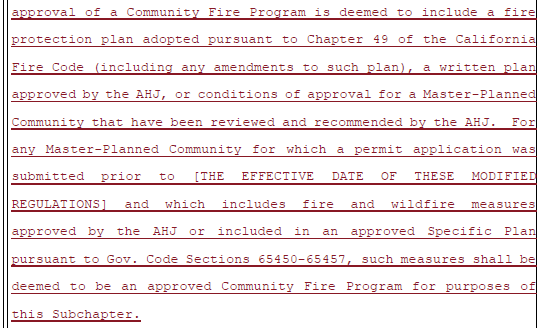 approval of a Community Fire Program is deemed to include a fire
protection plan adopted pursuant to Chapter 49 of the California
Fire Code (including any amendments to such plan), a written plan
approved by the AHJ, or conditions of approval for a Master-Planned
Community that have been reviewed and recommended by the AHJ. For
any Master-Planned Community for which a permit application was
submitted prior to [THE EFFECTIVE DATE OF THESE MODIFIED
REGULATIONS] and which includes fire and wildfire measures
approved by the AHJ or included in an approved Specific Plan
pursuant to Gov. Code Sections 65450-65457, such measures shall be
deemed to be an approved Community Fire Program for purposes of
this Subchapter.